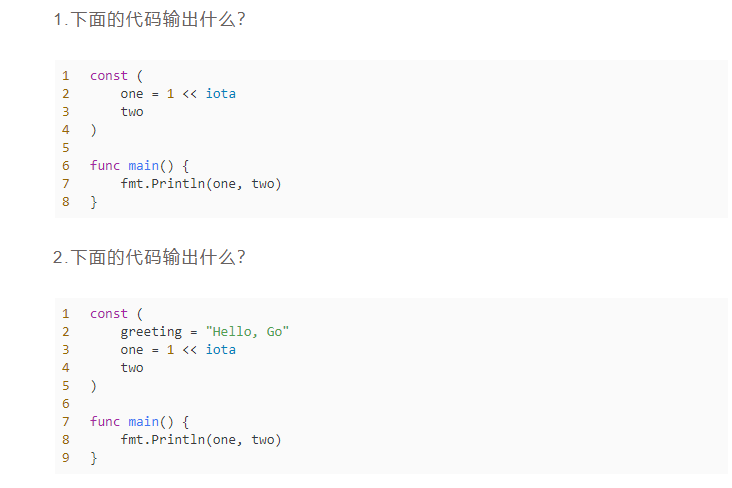 1.下面的代码输出什么?
1 const (
2     one = 1 << iota
3     two
4 )
5
6 func main() {
7     fmt.Println(one, two)
8 }
2.下面的代码输出什么?
1 const (
2     greeting = "Hello, Go"
3     one = 1 << iota
4     two
5 )
6
7 func main() {
8     fmt.Println(one, two)
9 }